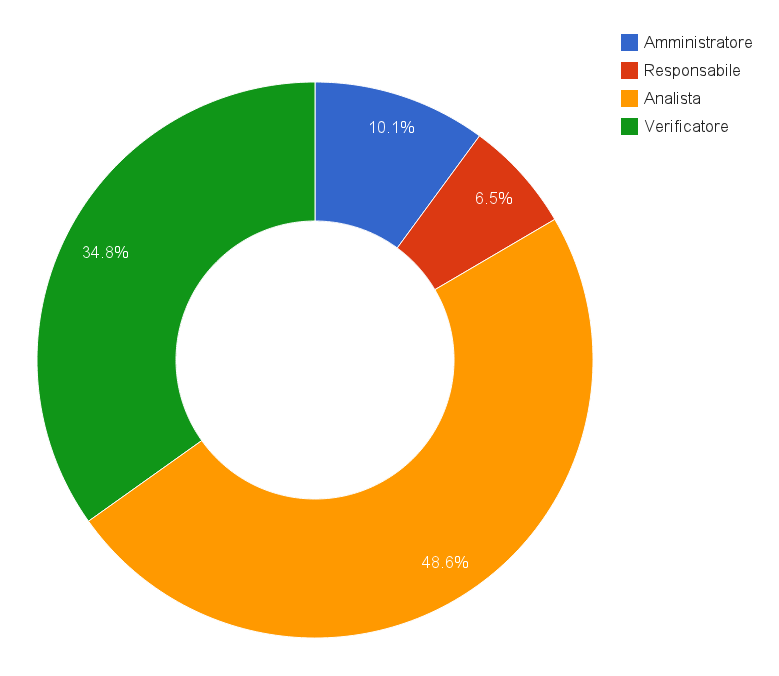 Amministratore
Responsabile
Analista
Verificatore
10.1%
6.5%
34.8%
48.6%